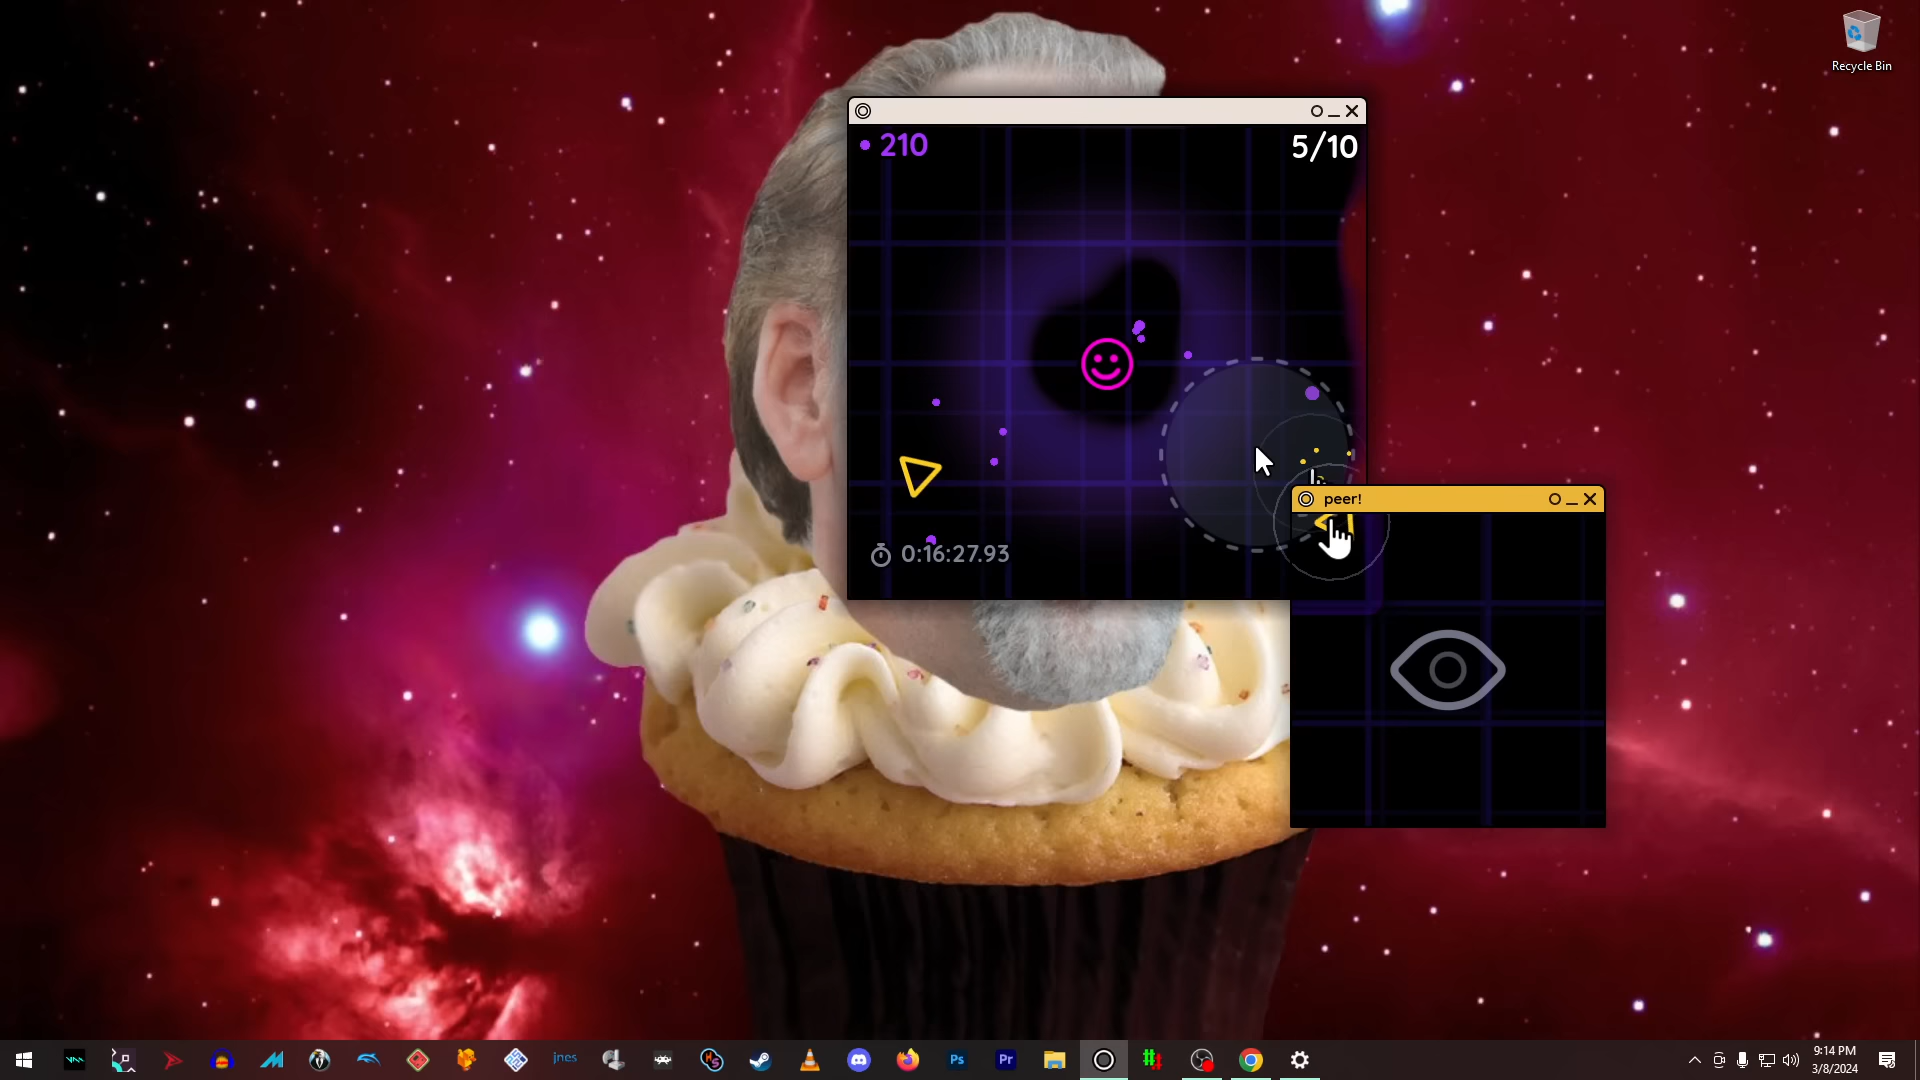 Recycle Bin
210
5/10
peer!
0:16:27.93
jnes
Ps
Pr
9:14 PM
3/8/2024